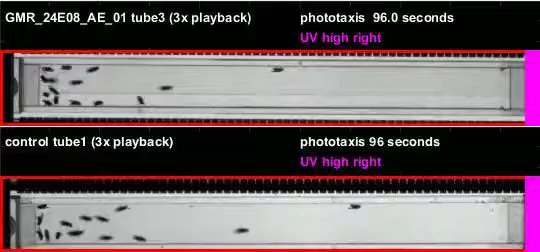 GMR_24E08_AE_01 tube3 (3x playback) phototaxis 96.0 seconds
UV high right
control tube1 (3x playback) phototaxis 96 seconds
UV high right